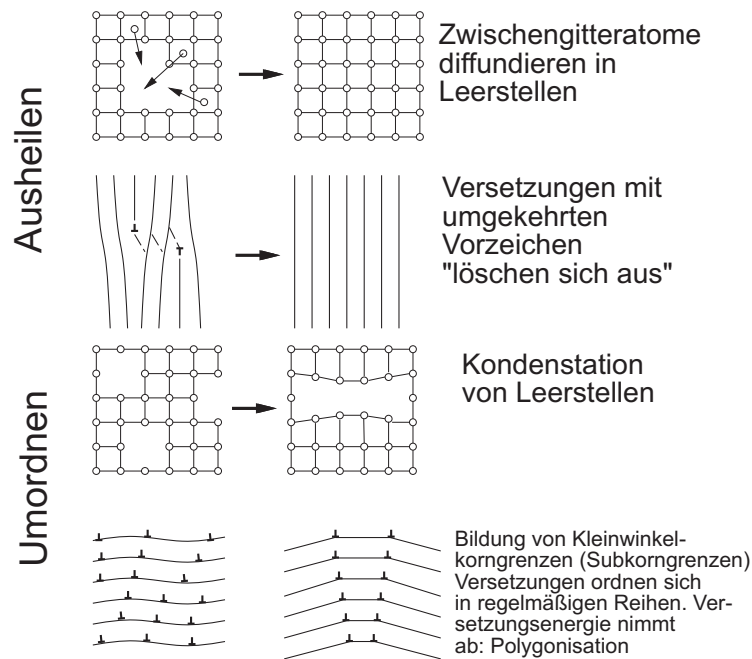 Ausheilen
Zwischengitteratome
diffundieren in
Leerstellen
Versetzungen mit
umgekehrten
Vorzeichen
"löschen sich aus"
Umordnen
Kondenstation
von Leerstellen
Bildung von Kleinwinkel-
korngrenzen (Subkorngrenzen)
Versetzungen ordnen sich
in regelmäßigen Reihen. Ver-
setzungsenergie nimmt
ab: Polygonisation